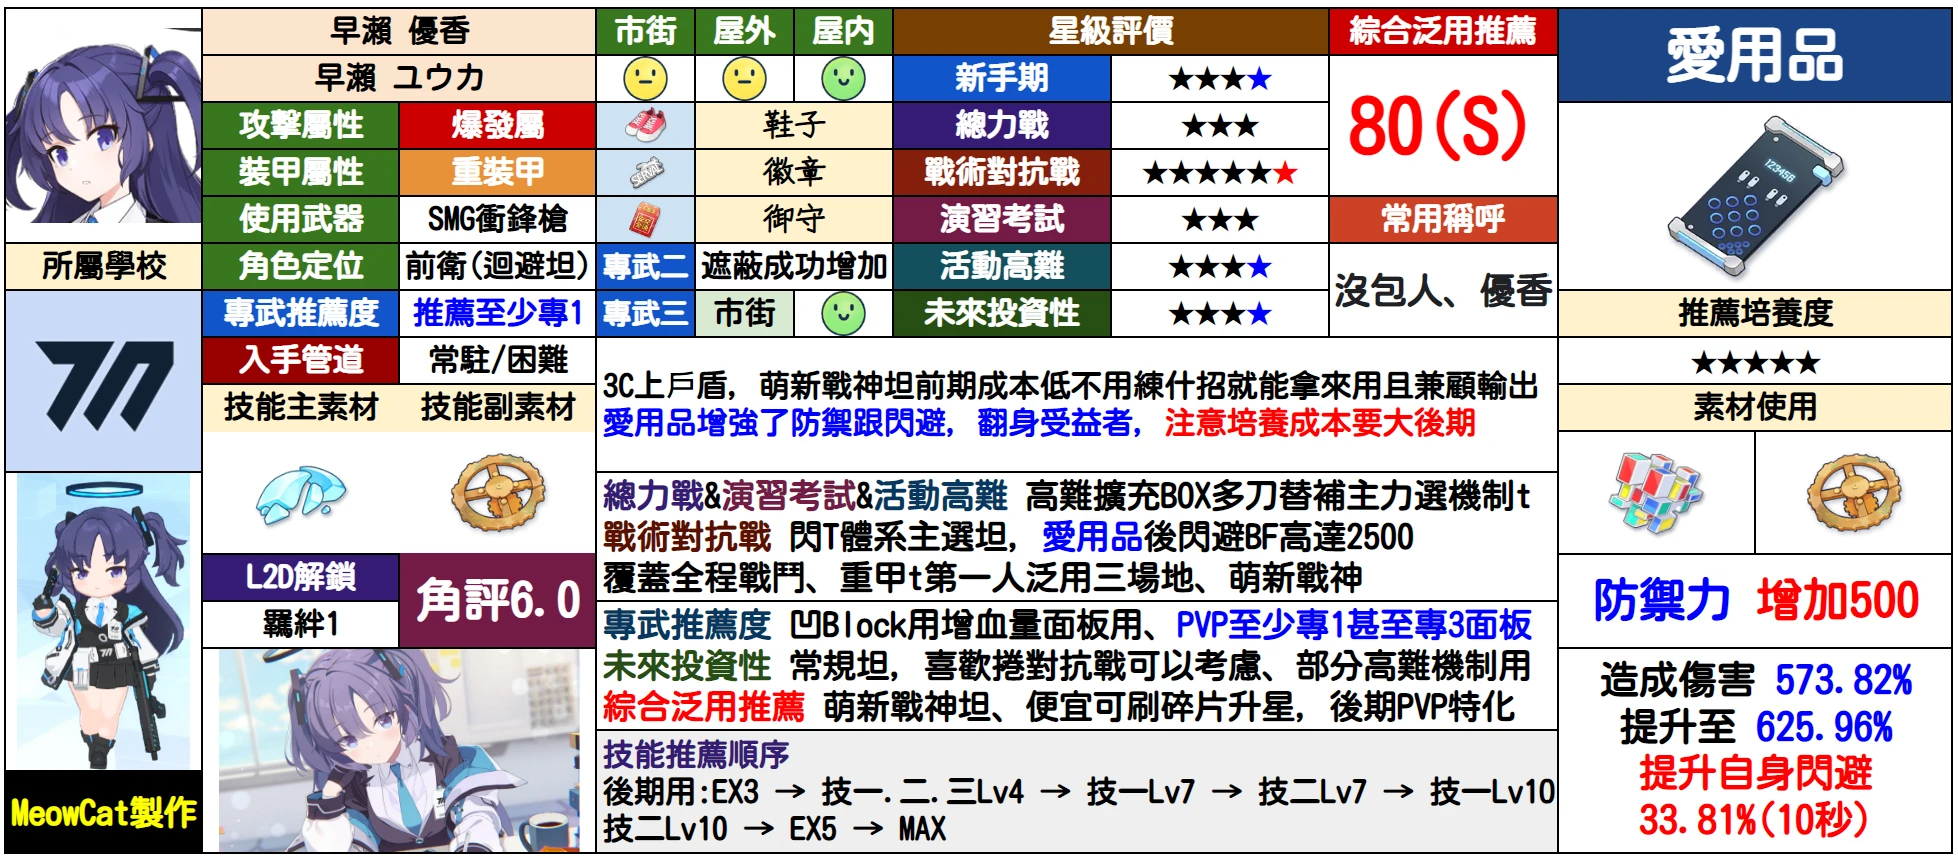 早瀨 優香
早瀨 ユウカ
市街 屋外 屋內
星級評價
綜合泛用推薦
愛用品
新手期 ★★★★
80(S)
攻擊屬性 爆發屬
鞋子
總力戰 ★★★
裝甲屬性 重裝甲
SERVAL
徽章
戰術對抗戰 ★★★★★★
123456
使用武器 SMG衝鋒槍
御守
演習考試 ★★★
常用稱呼
所屬學校
角色定位 前衛(迴避坦)
專武二 遮蔽成功增加
活動高難 ★★★★
沒包人、優香
專武推薦度 推薦至少專1
專武三 市街
未來投資性 ★★★★
推薦培養度
★★★★★
入手管道 常駐/困難
技能主素材 技能副素材
素材使用
3C上戶盾, 萌新戰神坦前期成本低不用練什招就能拿來用且兼顧輸出
愛用品增強了防禦跟閃避, 翻身受益者, 注意培養成本要大後期
總力戰&演習考試&活動高難 高難擴充BOX多刀替補主力選機制t
戰術對抗戰 閃T體系主選坦, 愛用品後閃避BF高達2500
覆蓋全程戰鬥、重甲t第一人泛用三場地、萌新戰神
L2D解鎖
羈絆1
角評6.0
專武推薦度 凹Block用增血量面板用、PVP至少專1甚至專3面板
未來投資性 常規坦, 喜歡捲對抗戰可以考慮、部分高難機制用
綜合泛用推薦 萌新戰神坦、便宜可刷碎片升星, 後期PVP特化
技能推薦順序
後期用:EX3 → 技一.二.三Lv4 → 技一Lv7 → 技二Lv7 → 技一Lv10
技二Lv10 → EX5 → MAX
防禦力 增加500
造成傷害 573.82%
提升至 625.96%
提升自身閃避
33.81%(10秒)
MeowCat製作